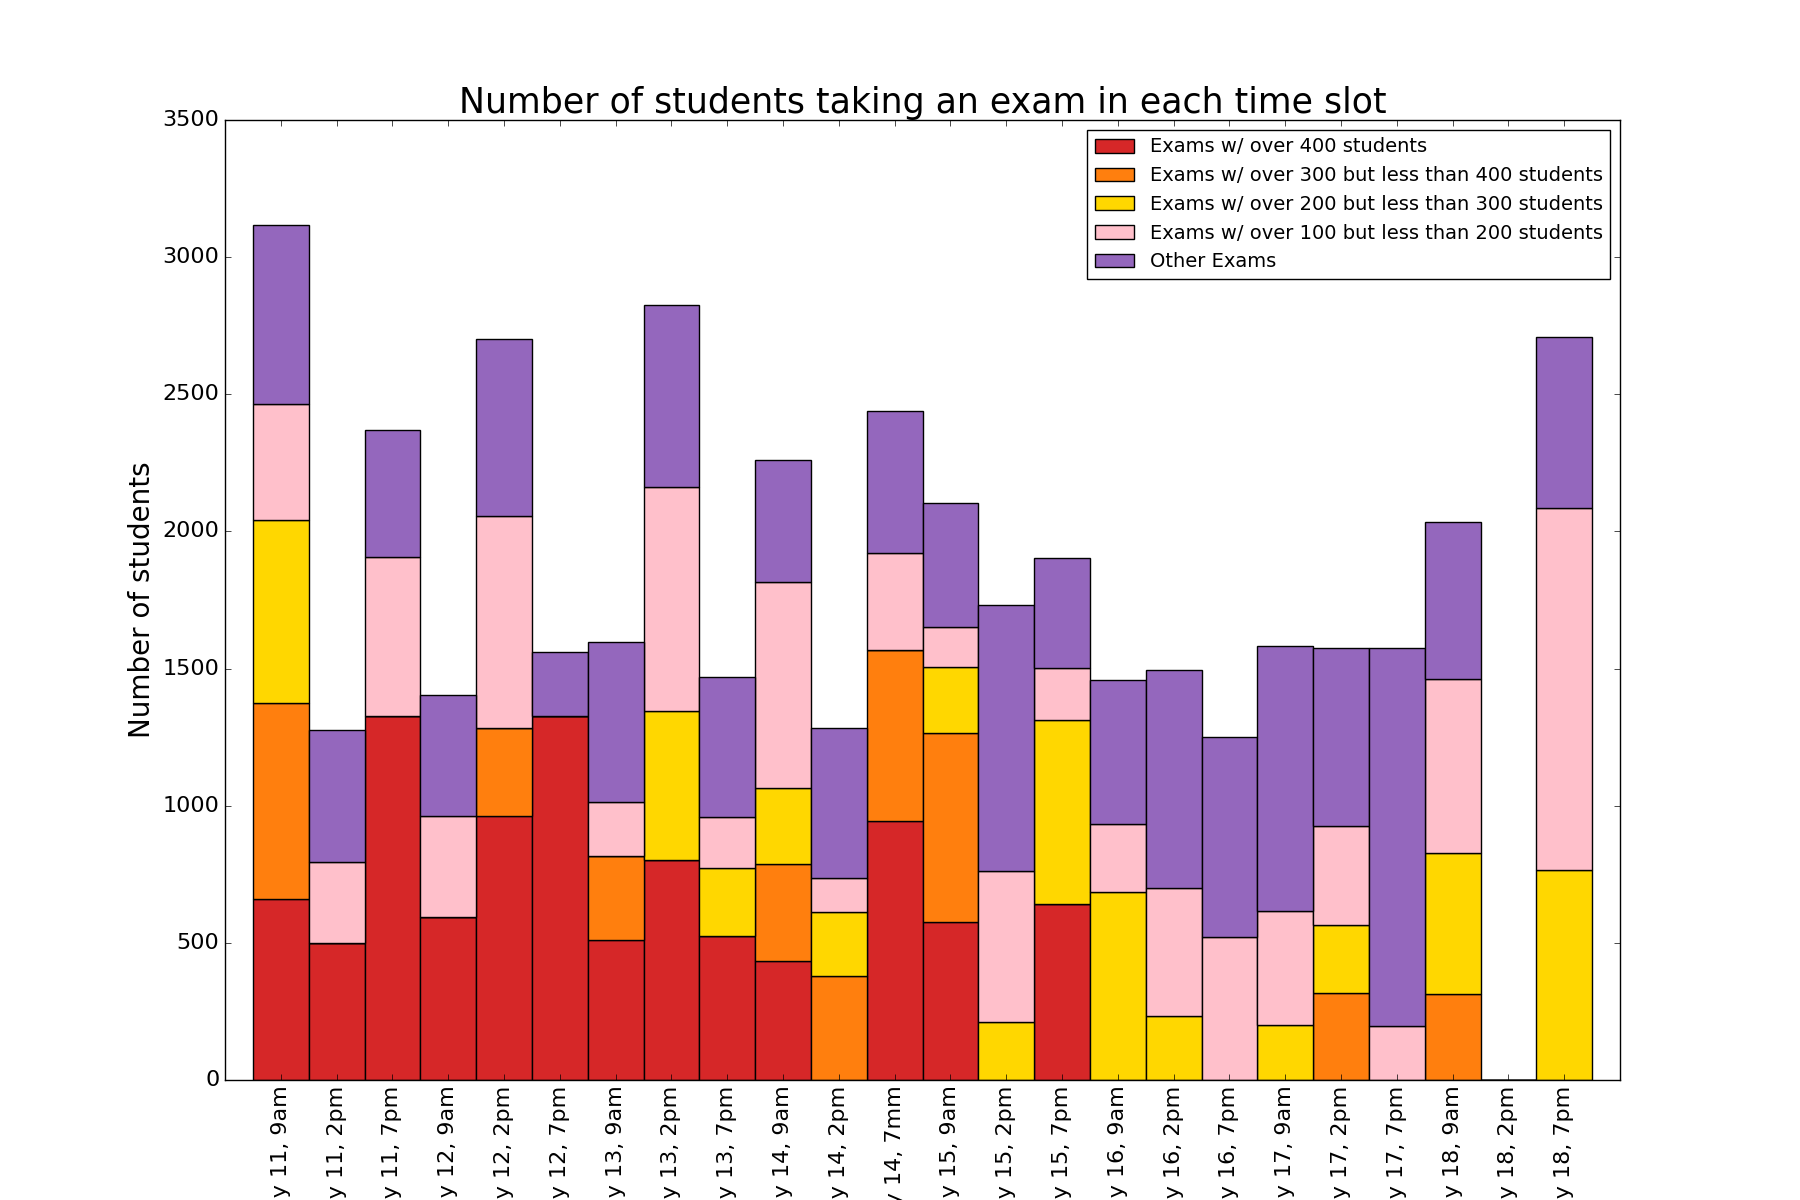 Number of students taking an exam in each time slot
Exams w/ over 400 students
Exams w/ over 300 but less than 400 students
Exams w/ over 200 but less than 300 students
Exams w/ over 100 but less than 200 students
Other Exams
3500
3000
2500
2000
1500
1000
500
0
Number of students
y 11, 9am
y 11, 2pm
y 11, 7pm
y 12, 9am
y 12, 2pm
y 12, 7pm
y 13, 9am
y 13, 2pm
y 13, 7pm
y 14, 9am
y 14, 2pm
y 14, 7mm
y 15, 9am
y 15, 2pm
y 15, 7pm
y 16, 9am
y 16, 2pm
y 16, 7pm
y 17, 9am
y 17, 2pm
y 17, 7pm
y 18, 9am
y 18, 2pm
y 18, 7pm